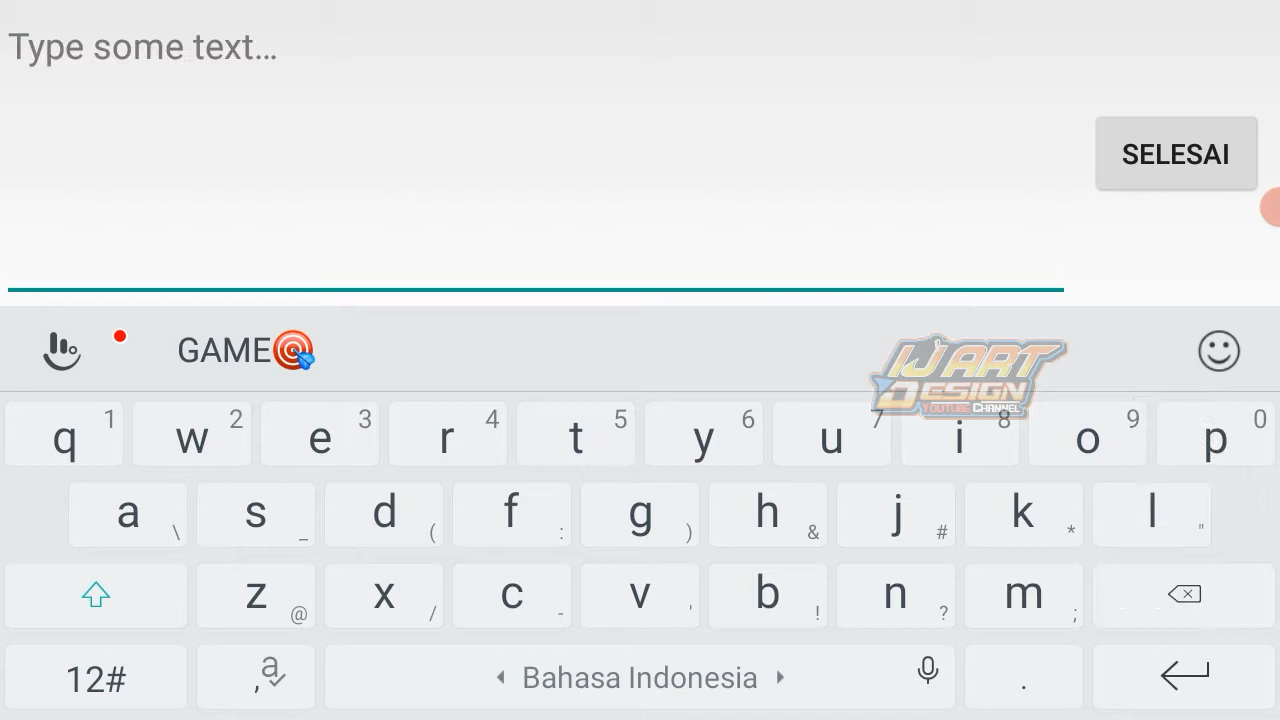 Type some text...
SELESAI
GAME
IJ ART
DESIGN
YOUTUBE CHANNEL
1 2 3 4 5 6 7 8 9 0
q w e r t y u i o p
a s d f g h j k l
\ _ ( : ) & # * "
z x c v b n m
@ / - ' ! ? ;
12# , a Bahasa Indonesia .